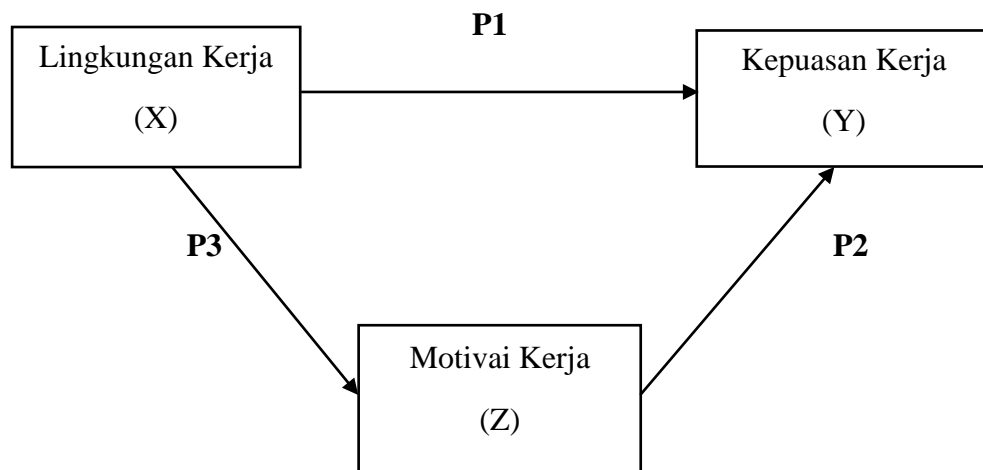 P1
Lingkungan Kerja
(X)
Kepuasan Kerja
(Y)
P3
P2
Motivai Kerja
(Z)